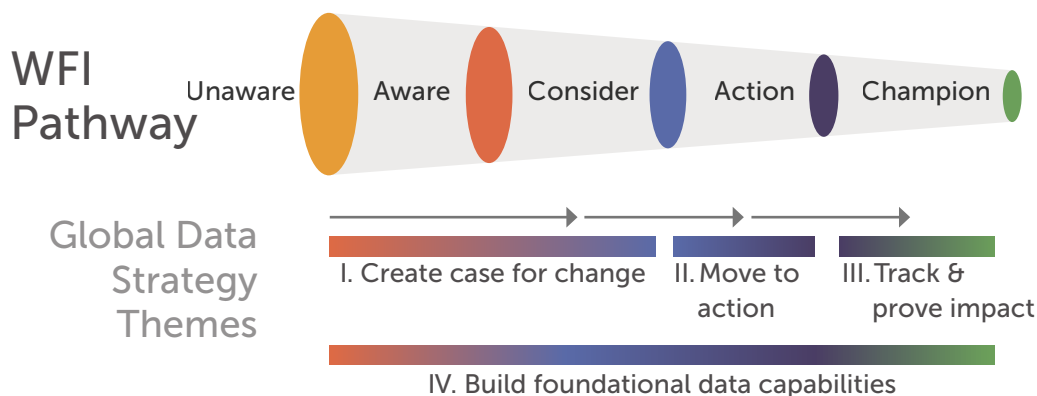 WFI
Pathway
Unaware
Aware
Consider
Action
Champion
Global Data
Strategy
Themes
I. Create case for change
II. Move to
action
III. Track &
prove impact
IV. Build foundational data capabilities